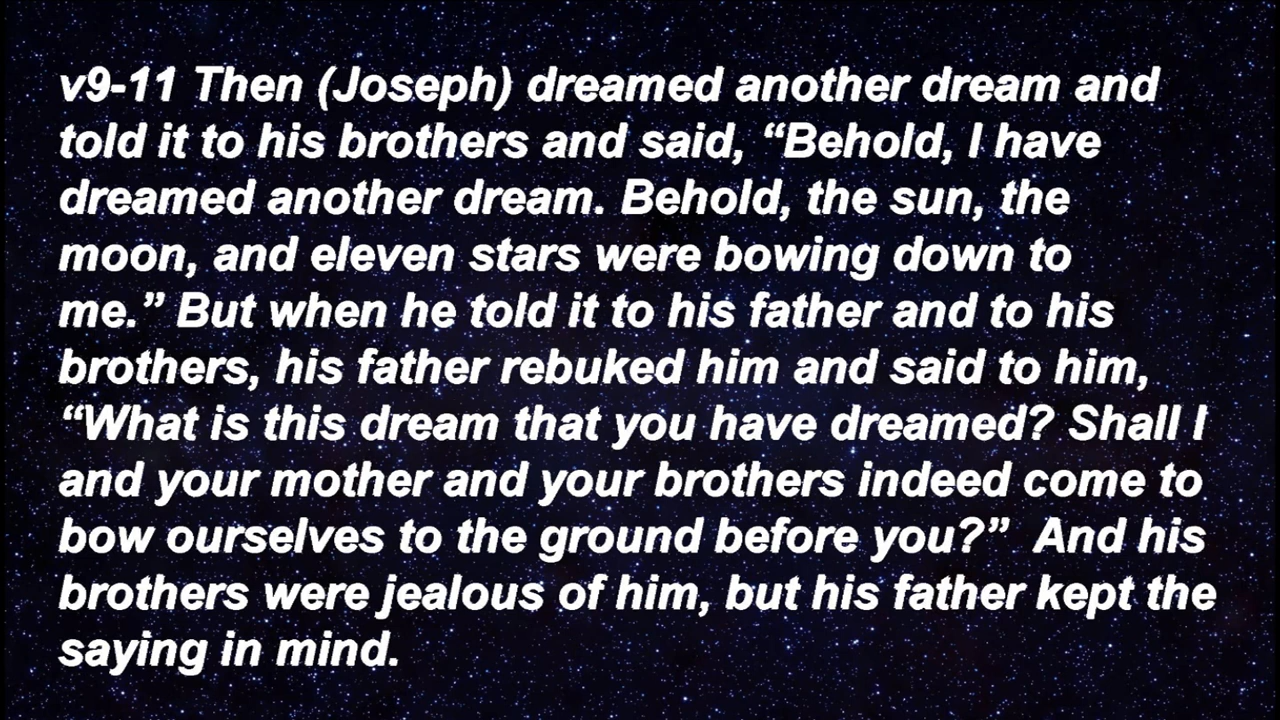 v9-11 Then (Joseph) dreamed another dream and
told it to his brothers and said, “Behold, I have
dreamed another dream. Behold, the sun, the
moon, and eleven stars were bowing down to
me.” But when he told it to his father and to his
brothers, his father rebuked him and said to him,
“What is this dream that you have dreamed? Shall I
and your mother and your brothers indeed come to
bow ourselves to the ground before you?”  And his
brothers were jealous of him, but his father kept the
saying in mind.